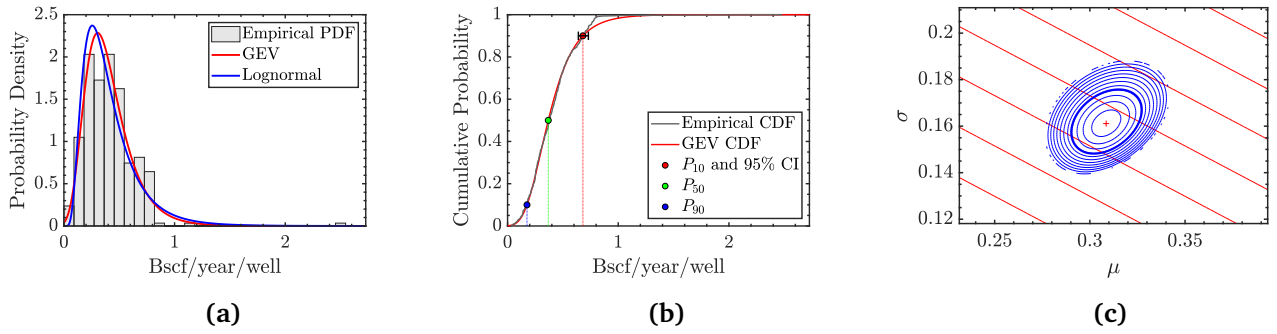 2.5
2
1.5
1
0.5
0
0 1 2
Probability Density
Bscf/year/well
Empirical PDF
GEV
Lognormal
(a)
1
0.8
0.6
0.4
0.2
0
0 1 2
Cumulative Probability
Bscf/year/well
Empirical CDF
GEV CDF
P10 and 95% CI
P50
P90
(b)
0.2
0.18
0.16
0.14
0.12
0.25 0.3 0.35
σ
μ
(c)